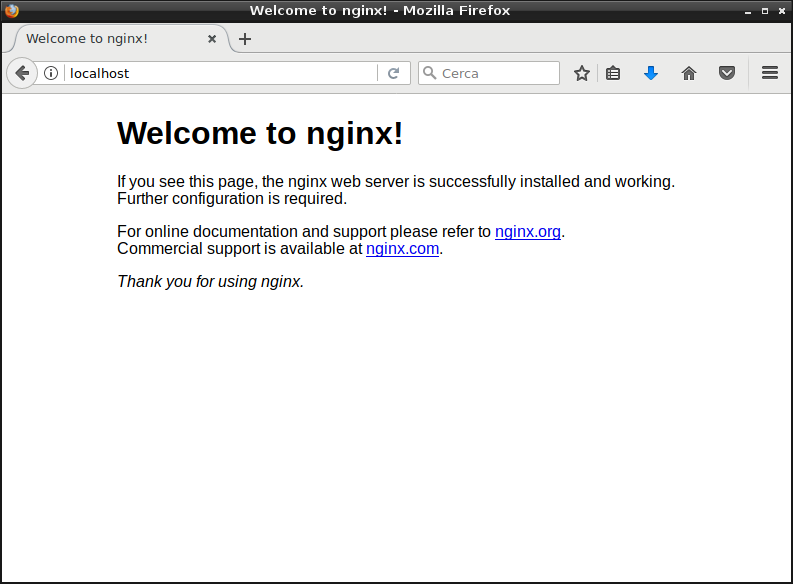 Welcome to nginx! - Mozilla Firefox
Welcome to nginx!
localhost
Cerca
Welcome to nginx!
If you see this page, the nginx web server is successfully installed and working.
Further configuration is required.
For online documentation and support please refer to nginx.org.
Commercial support is available at nginx.com.
Thank you for using nginx.